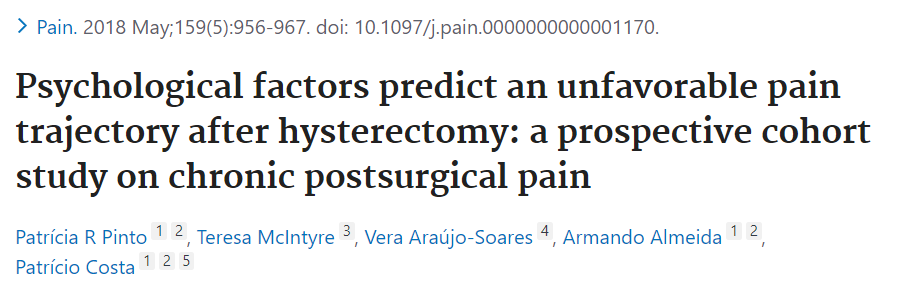 Pain. 2018 May;159(5):956-967. doi: 10.1097/j.pain.0000000000001170.
Psychological factors predict an unfavorable pain
trajectory after hysterectomy: a prospective cohort
study on chronic postsurgical pain
Patrícia R Pinto 1 2, Teresa McIntyre 3, Vera Araújo-Soares 4, Armando Almeida 1 2,
Patrício Costa 1 2 5